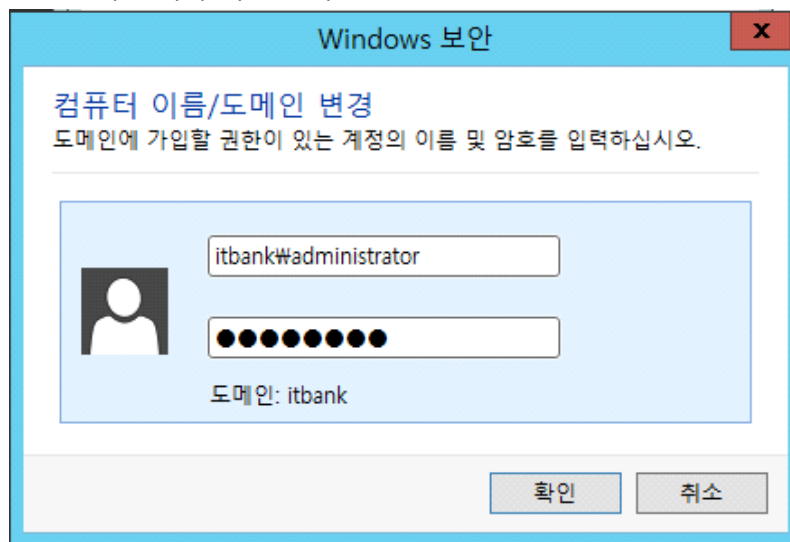 Windows 보안
x
컴퓨터 이름/도메인 변경
도메인에 가입할 권한이 있는 계정의 이름 및 암호를 입력하십시오.
itbank₩administrator
●●●●●●●●
도메인: itbank
확인
취소